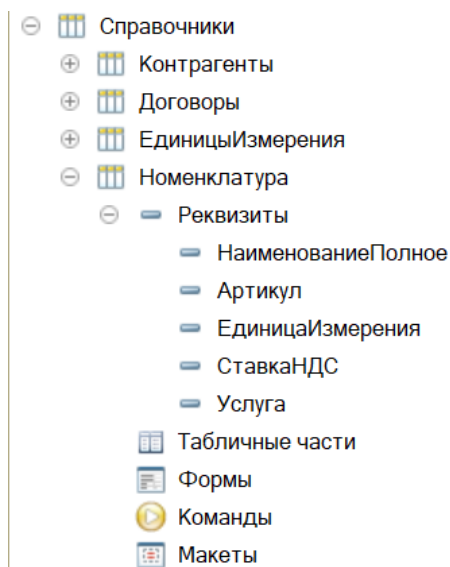 Справочники
Контрагенты
Договоры
ЕдиницыИзмерения
Номенклатура
Реквизиты
НаименованиеПолное
Артикул
ЕдиницаИзмерения
СтавкаНДС
Услуга
Табличные части
Формы
Команды
Макеты